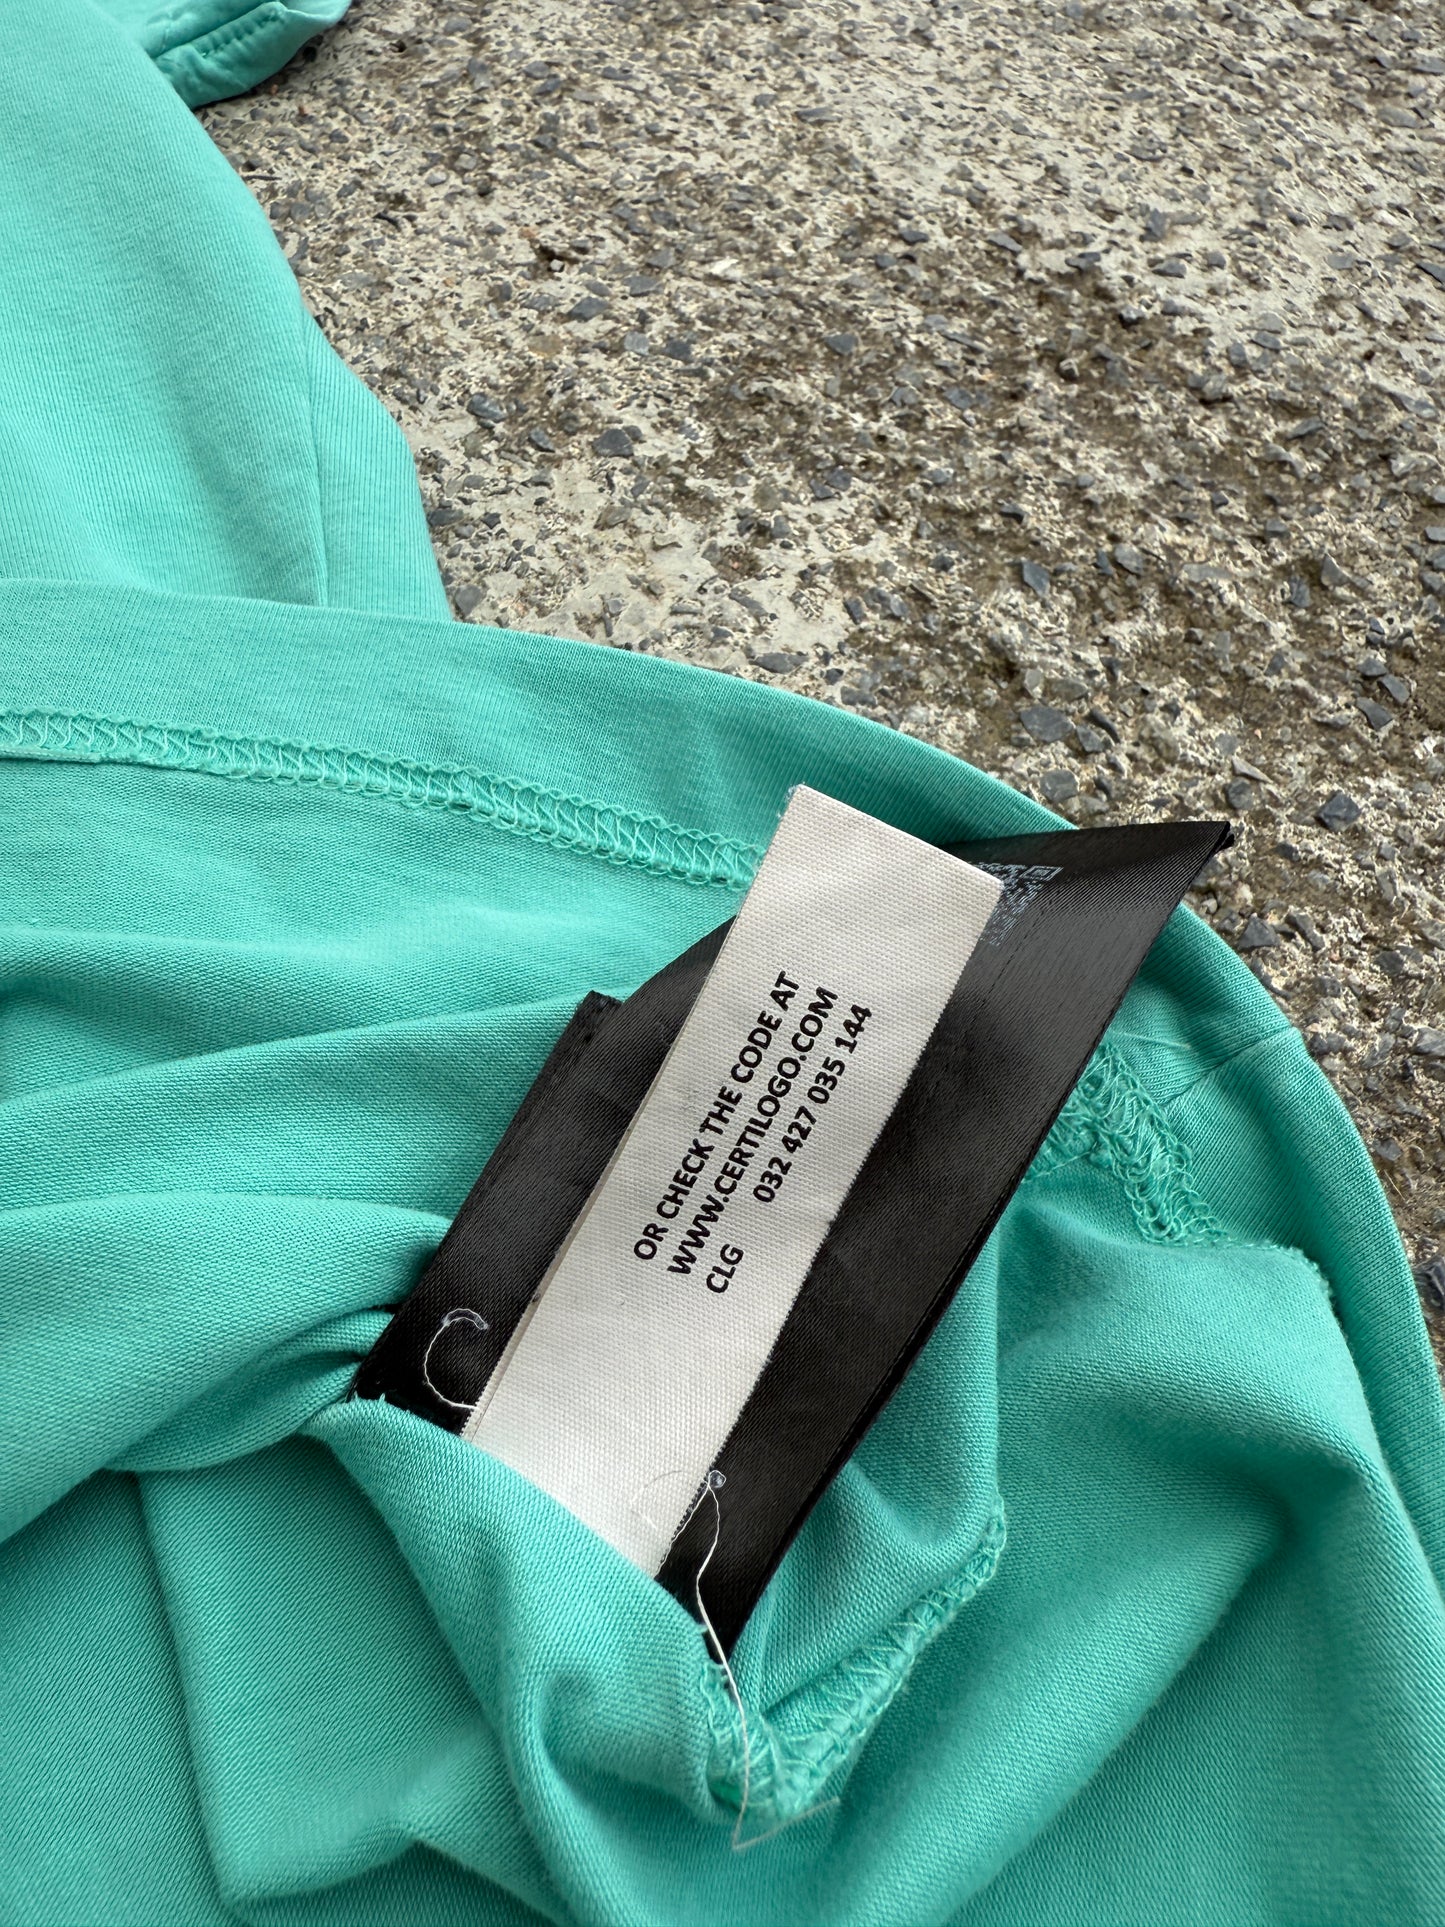 OR CHECK THE CODE AT
WWW.CERTILOGO.COM
CLG 032 427 035 144